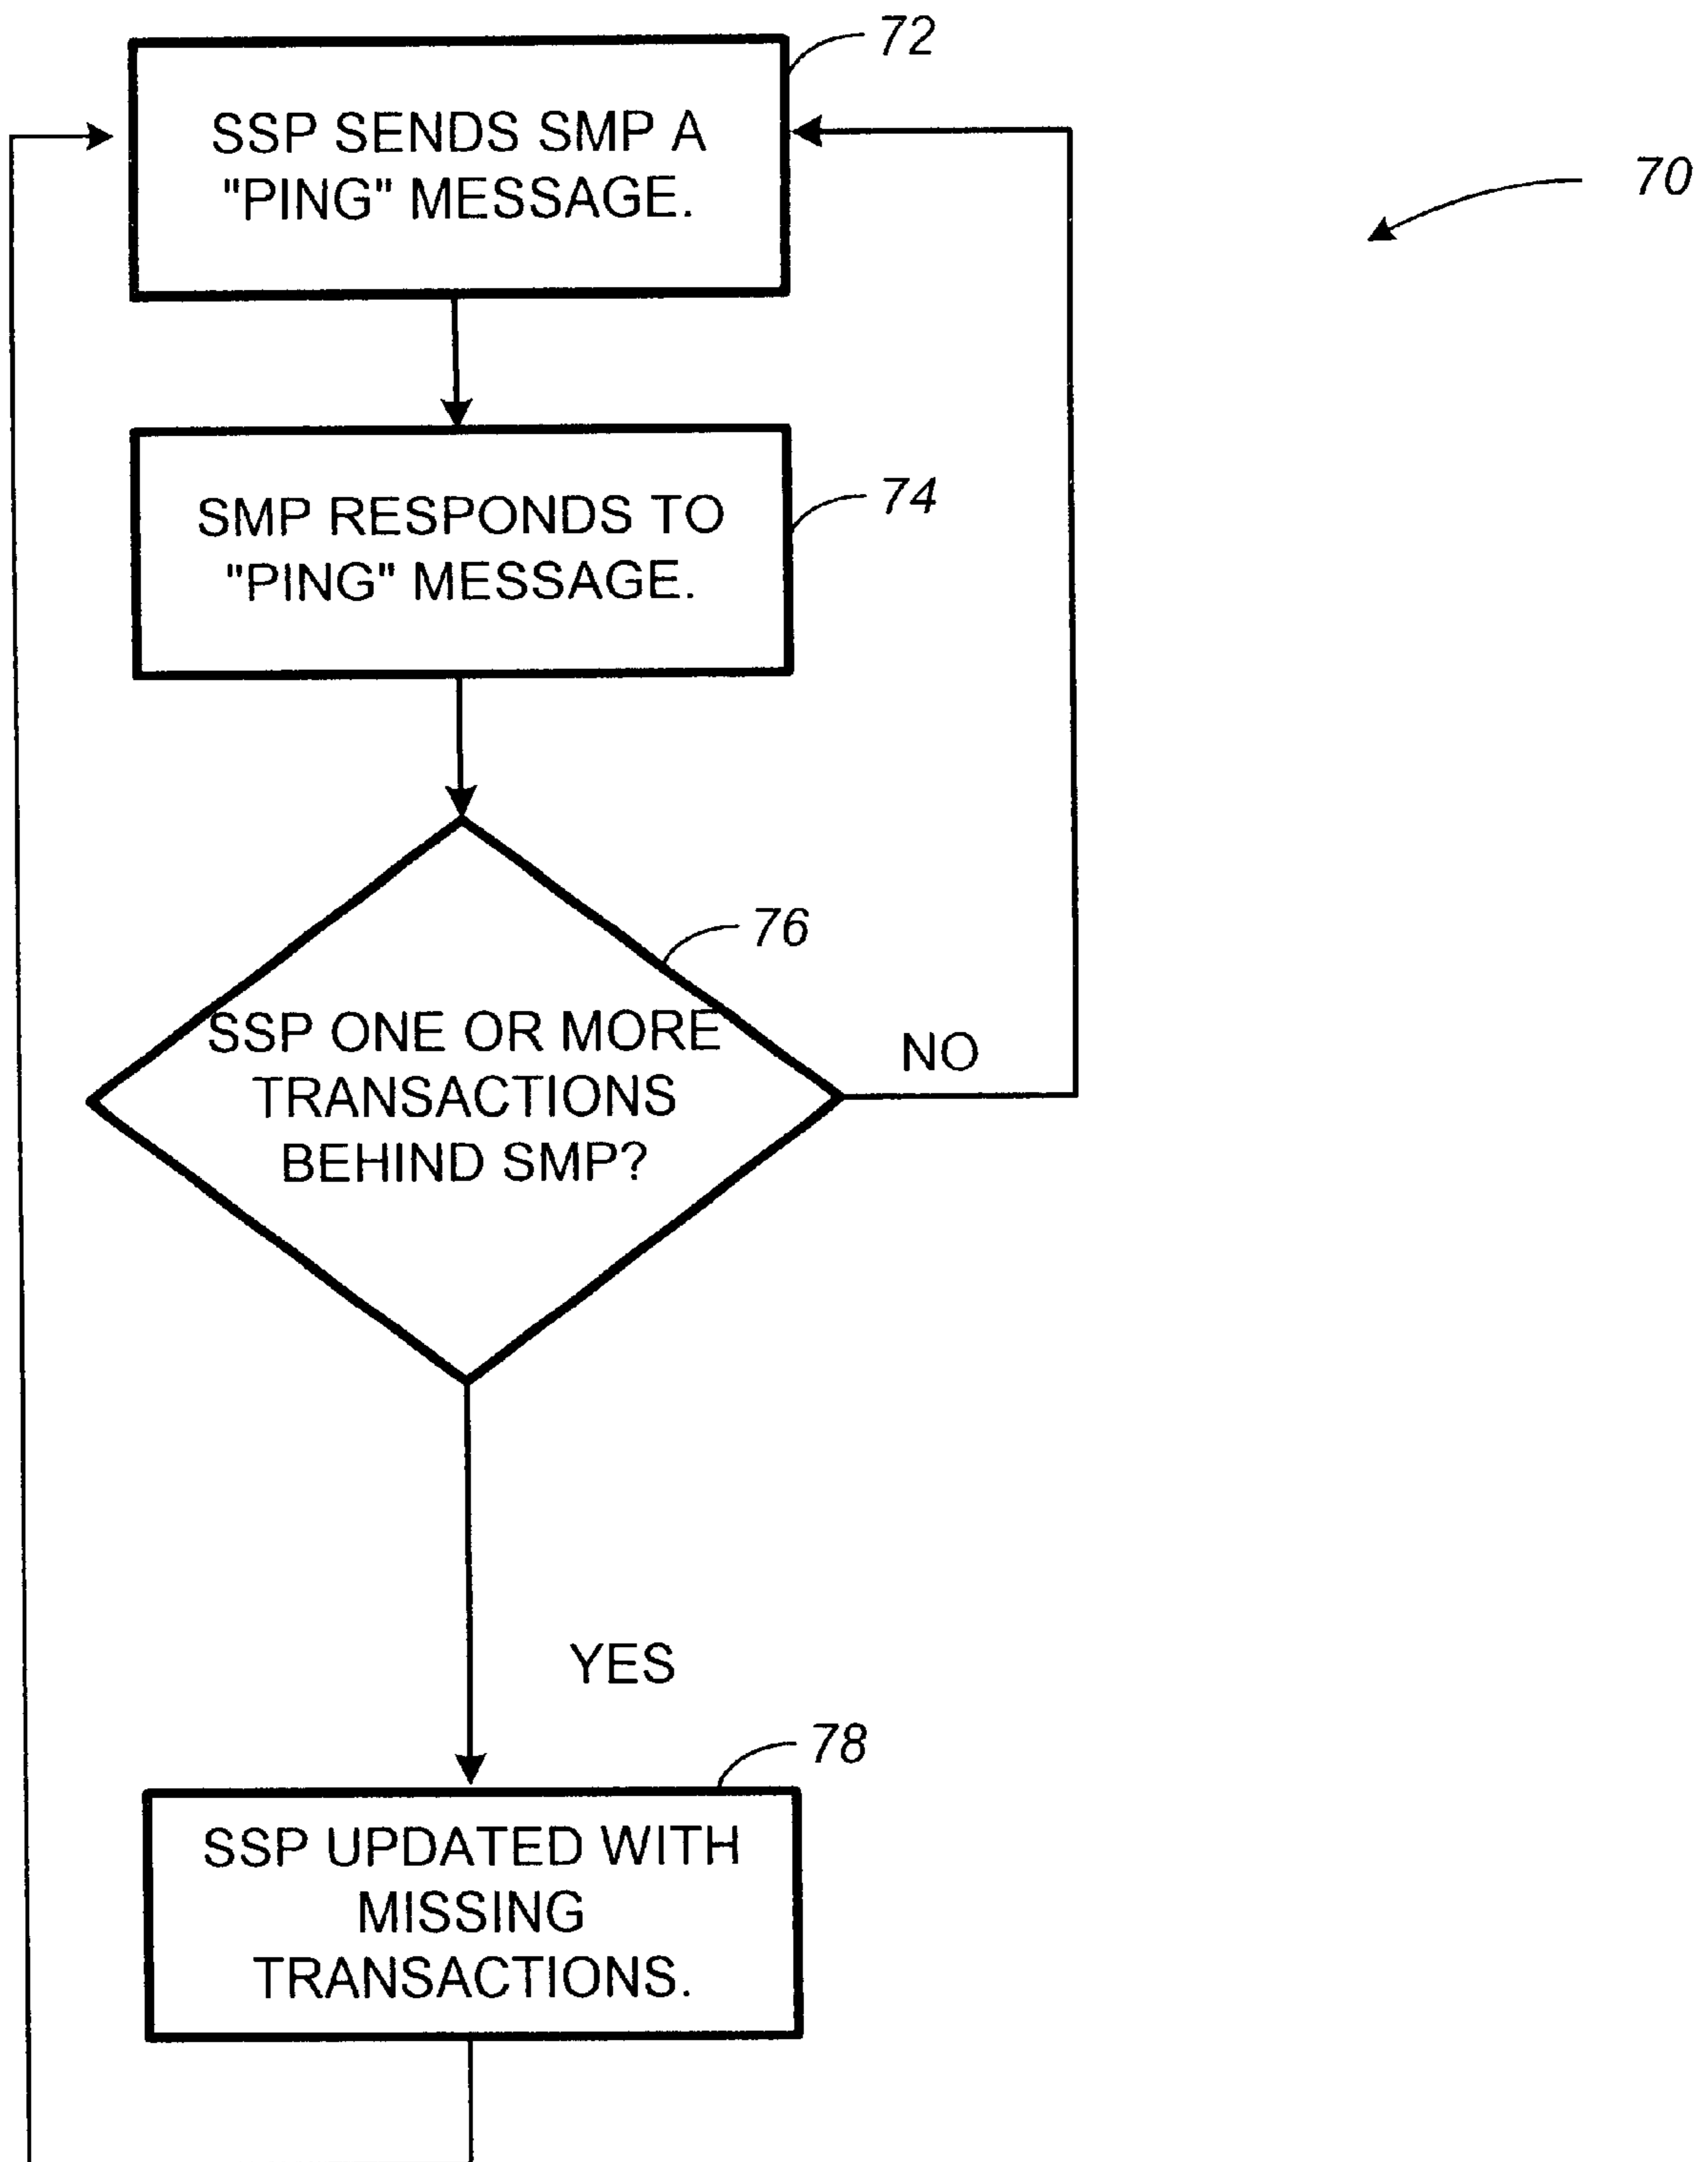 72
SSP SENDS SMP A
"PING" MESSAGE.
70
74
SMP RESPONDS TO
"PING" MESSAGE.
76
SSP ONE OR MORE
TRANSACTIONS
BEHIND SMP?
NO
YES
78
SSP UPDATED WITH
MISSING
TRANSACTIONS.